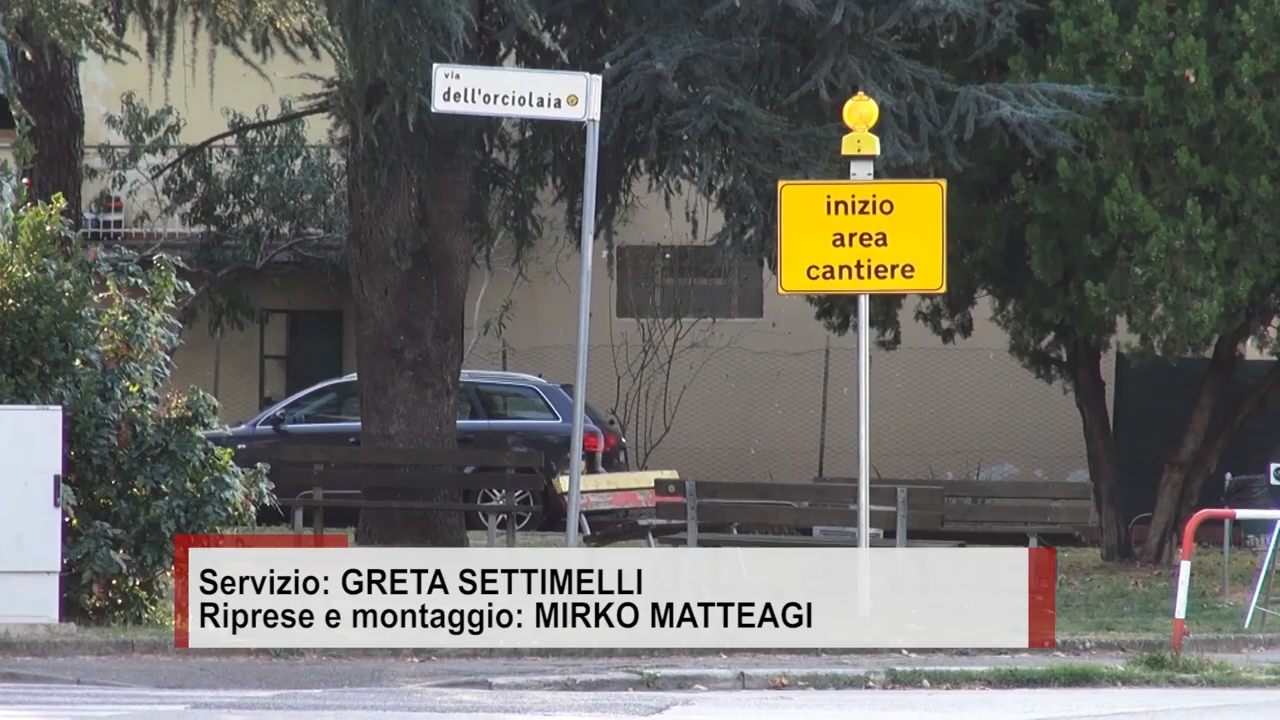 via
dell'orciolaia
inizio
area
cantiere
Servizio: GRETA SETTIMELLI
Riprese e montaggio: MIRKO MATTEAGI